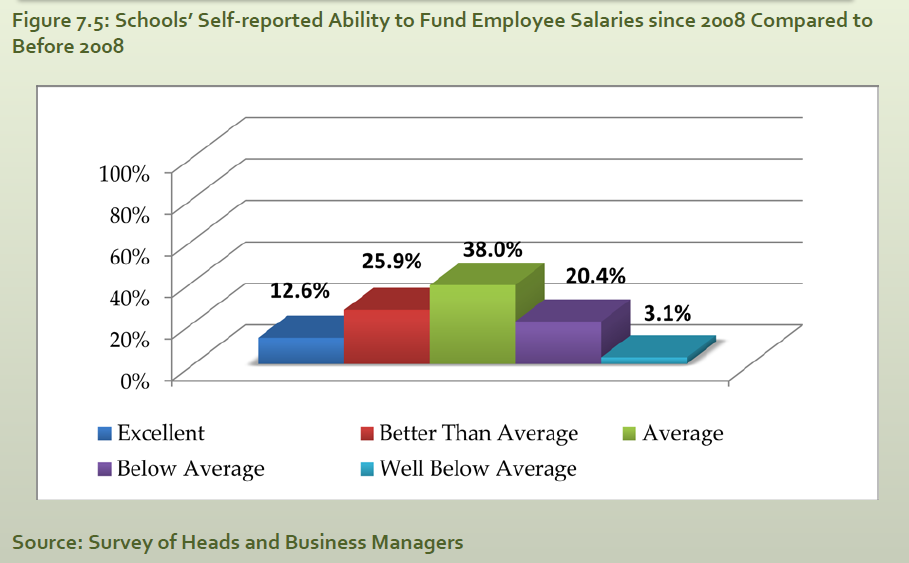 Figure 7.5: Schools’ Self-reported Ability to Fund Employee Salaries since 2008 Compared to
Before 2008
100%
80%
60%
40%
20%
0%
12.6%
25.9%
38.0%
20.4%
3.1%
Excellent
Better Than Average
Average
Below Average
Well Below Average
Source: Survey of Heads and Business Managers